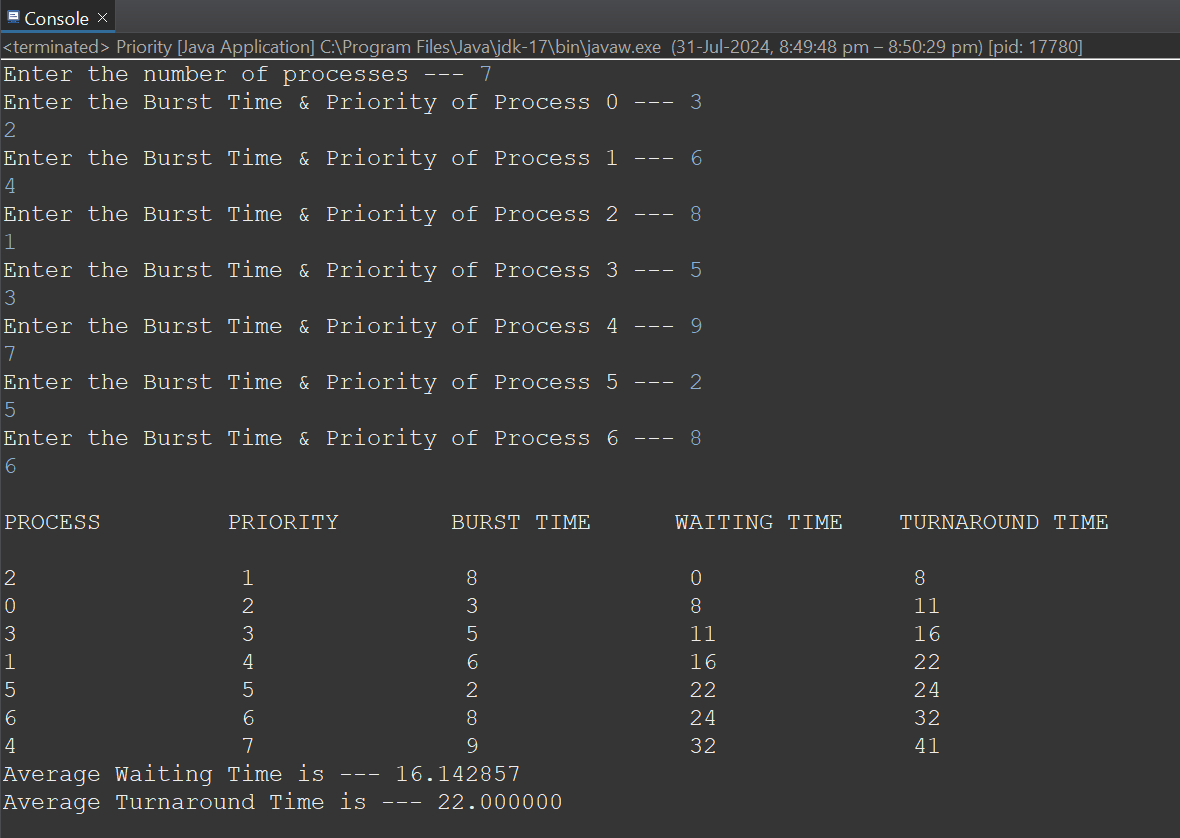 Console ×
<terminated> Priority [Java Application] C:\Program Files\Java\jdk-17\bin\javaw.exe (31-Jul-2024, 8:49:48 pm – 8:50:29 pm) [pid: 17780]
Enter the number of processes --- 7
Enter the Burst Time & Priority of Process 0 --- 3
2
Enter the Burst Time & Priority of Process 1 --- 6
4
Enter the Burst Time & Priority of Process 2 --- 8
1
Enter the Burst Time & Priority of Process 3 --- 5
3
Enter the Burst Time & Priority of Process 4 --- 9
7
Enter the Burst Time & Priority of Process 5 --- 2
5
Enter the Burst Time & Priority of Process 6 --- 8
6
PROCESS PRIORITY BURST TIME WAITING TIME TURNAROUND TIME
2 1 8 0 8
0 2 3 8 11
3 3 5 11 16
1 4 6 16 22
5 5 2 22 24
6 6 8 24 32
4 7 9 32 41
Average Waiting Time is --- 16.142857
Average Turnaround Time is --- 22.000000